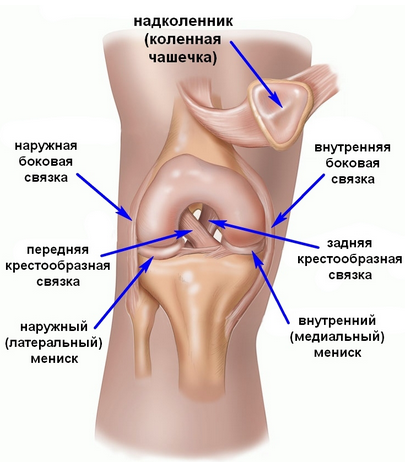 надколенник
(коленная
чашечка)
наружная
боковая
связка
внутренняя
боковая
связка
передняя
крестообразная
связка
задняя
крестообразная
связка
наружный
(латеральный)
мениск
внутренний
(медиальный)
мениск